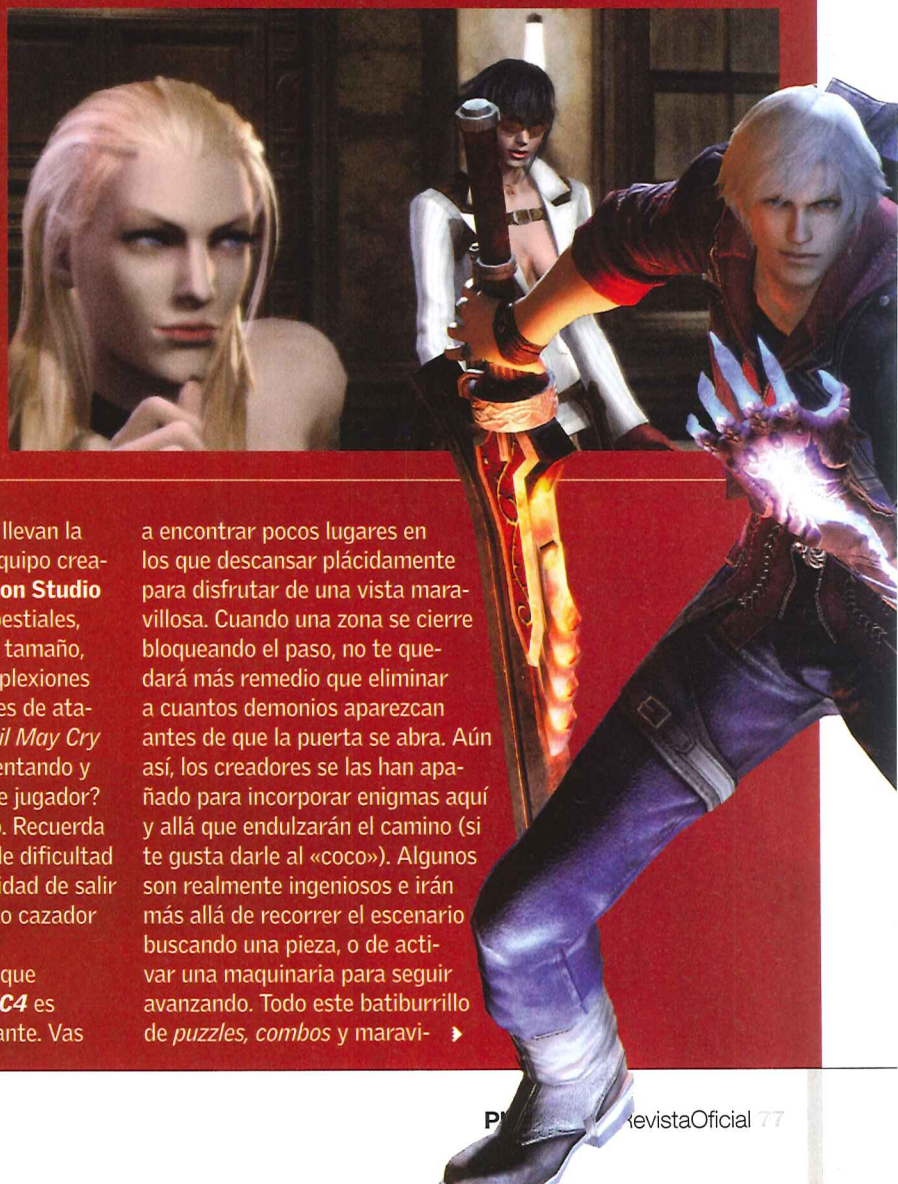 llevan la
quipo crea-
on Studio
estiales,
tamaño,
plexiones
es de ata-
il May Cry
entando y
e jugador?
o. Recuerda
de dificultad
idad de salir
o cazador
que
C4 es
ante. Vas
a encontrar pocos lugares en
los que descansar plácidamente
para disfrutar de una vista mara-
villosa. Cuando una zona se cierre
bloqueando el paso, no te que-
dará más remedio que eliminar
a cuantos demonios aparezcan
antes de que la puerta se abra. Aún
así, los creadores se las han apa-
ñado para incorporar enigmas aquí
y allá que endulzarán el camino (si
te gusta darle al «coco»). Algunos
son realmente ingeniosos e irán
más allá de recorrer el escenario
buscando una pieza, o de acti-
var una maquinaria para seguir
avanzando. Todo este batiburrillo
de puzzles, combos y maravi-
RevistaOficial 77